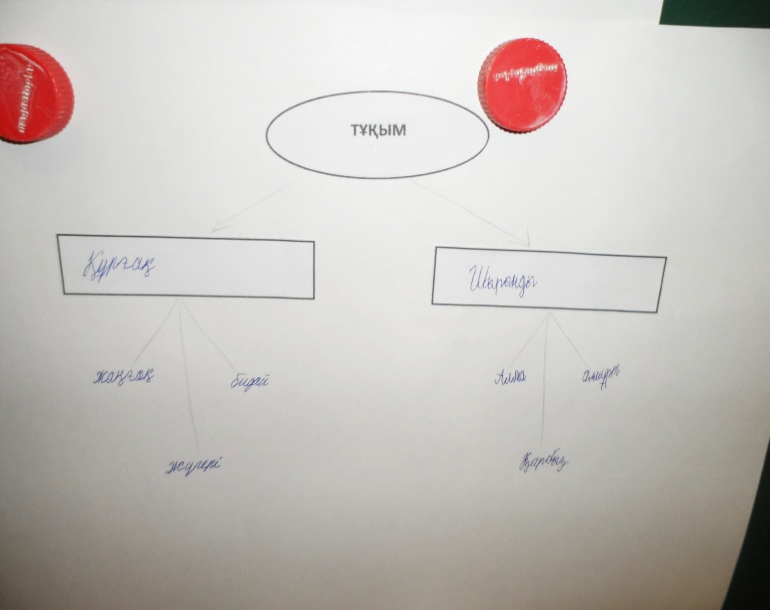 ТҰҚЫМ
Құрғақ
Шырынды
жаңғақ
бидай
Алма
алмұрт
жүгері
Қарбыз